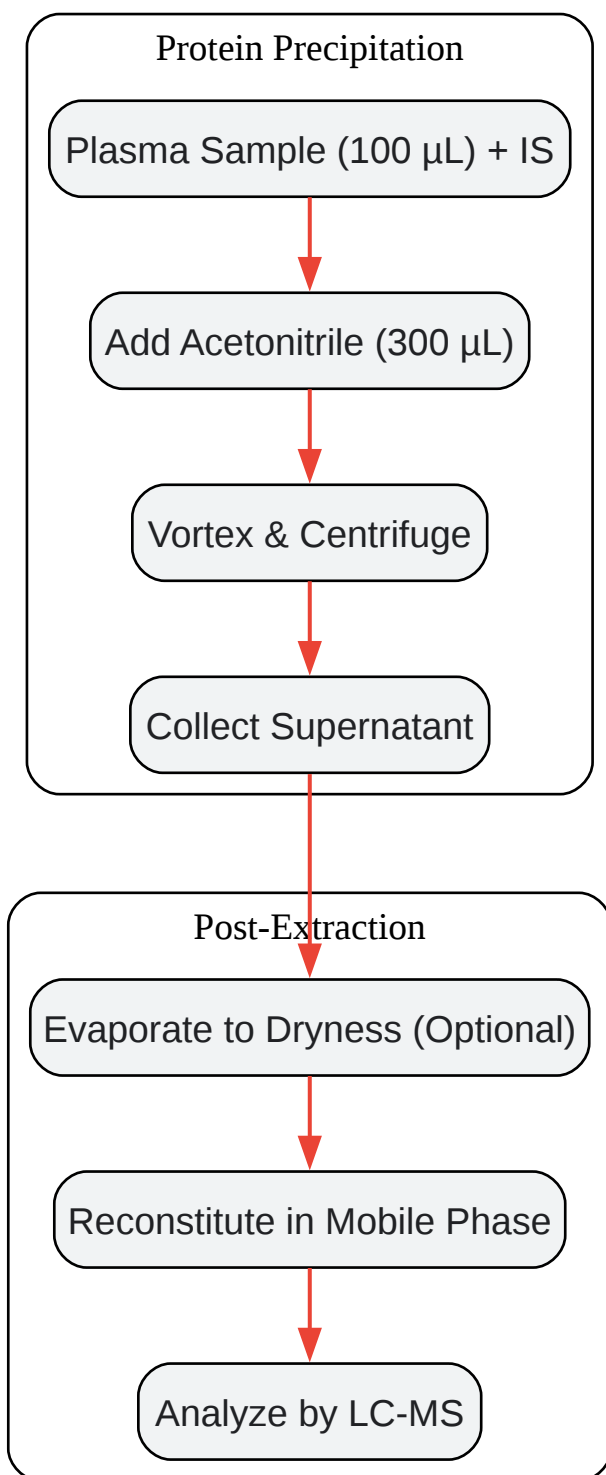 Protein Precipitation
Plasma Sample (100 µL) + IS
Add Acetonitrile (300 µL)
Vortex & Centrifuge
Collect Supernatant
Post-Extraction
Evaporate to Dryness (Optional)
Reconstitute in Mobile Phase
Analyze by LC-MS